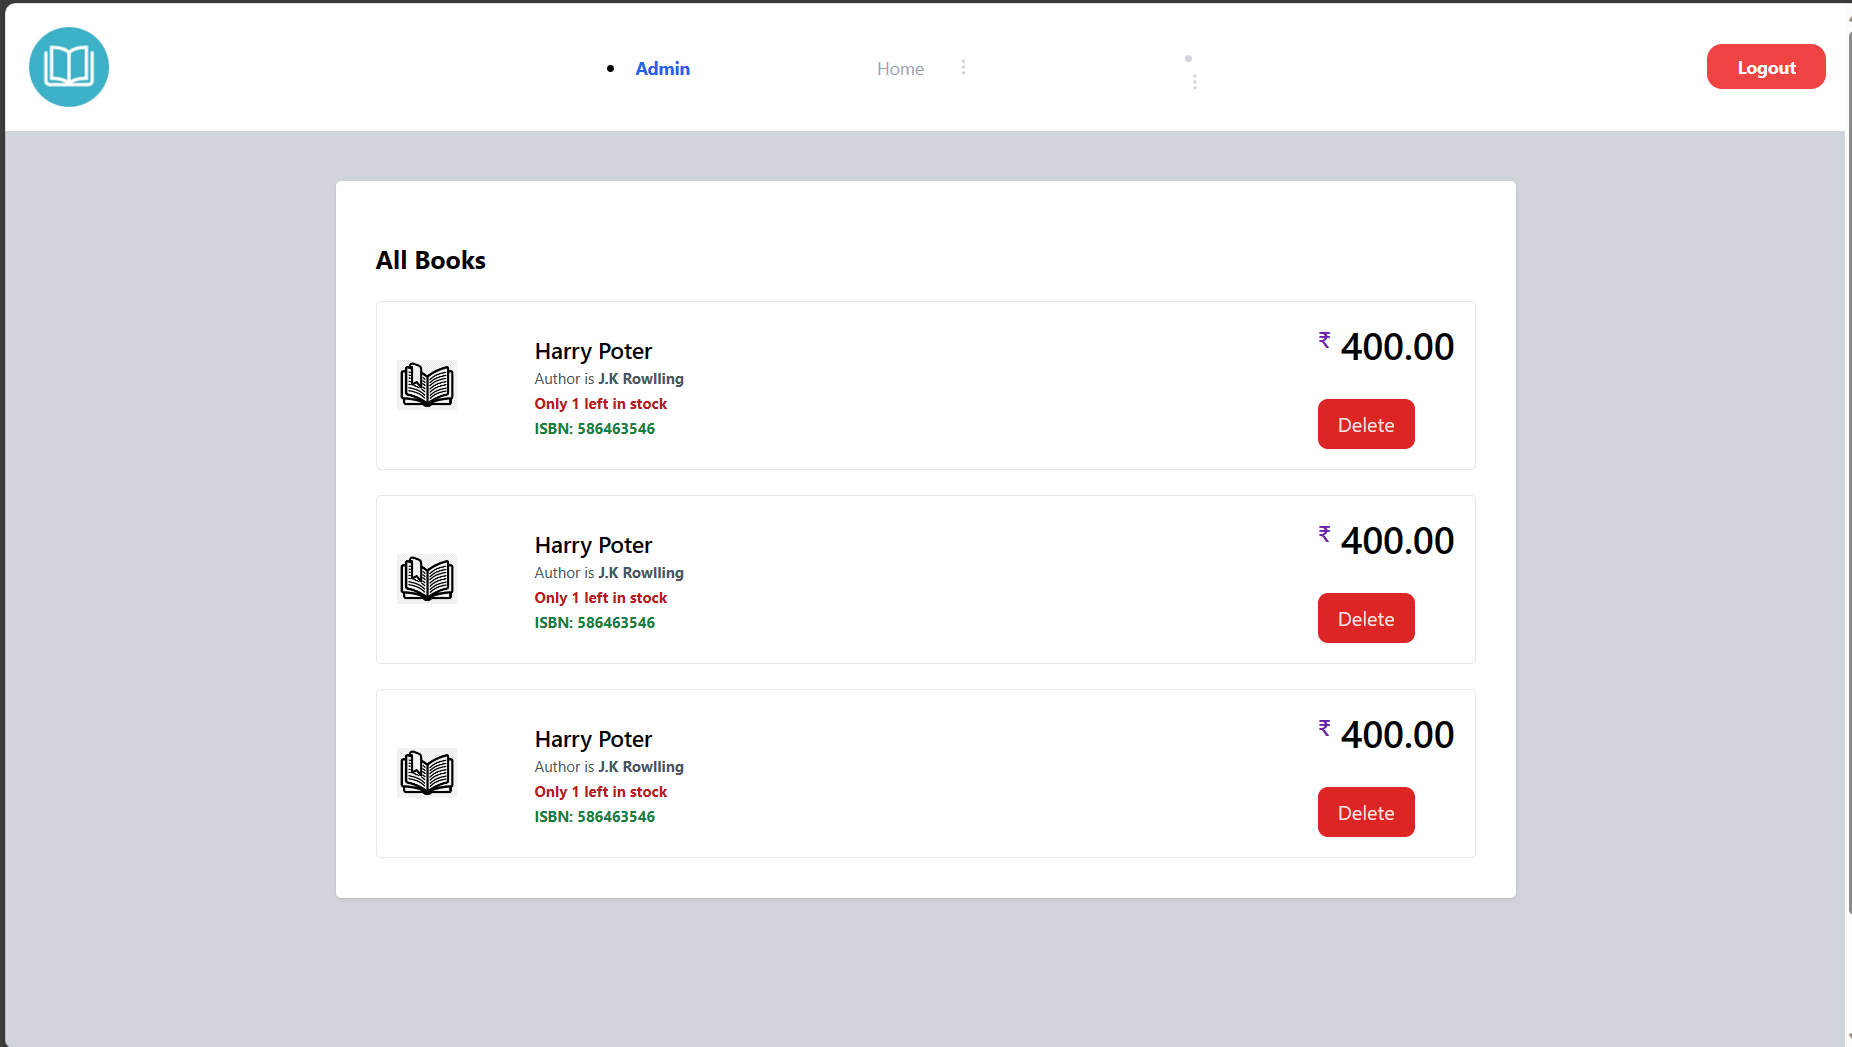 Admin
Home
Logout
All Books
Harry Poter
Author is J.K Rowlling
Only 1 left in stock
ISBN: 586463546
₹ 400.00
Delete
Harry Poter
Author is J.K Rowlling
Only 1 left in stock
ISBN: 586463546
₹ 400.00
Delete
Harry Poter
Author is J.K Rowlling
Only 1 left in stock
ISBN: 586463546
₹ 400.00
Delete